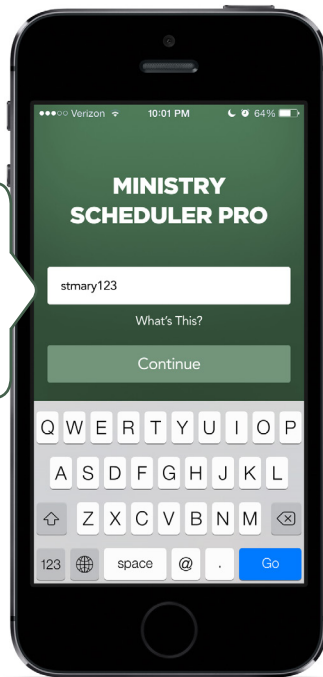 Verizon 10:01 PM 64%
MINISTRY
SCHEDULER PRO
stmary123
What's This?
Continue
Q W E R T Y U I O P
A S D F G H J K L
Z X C V B N M
123 space @ . Go